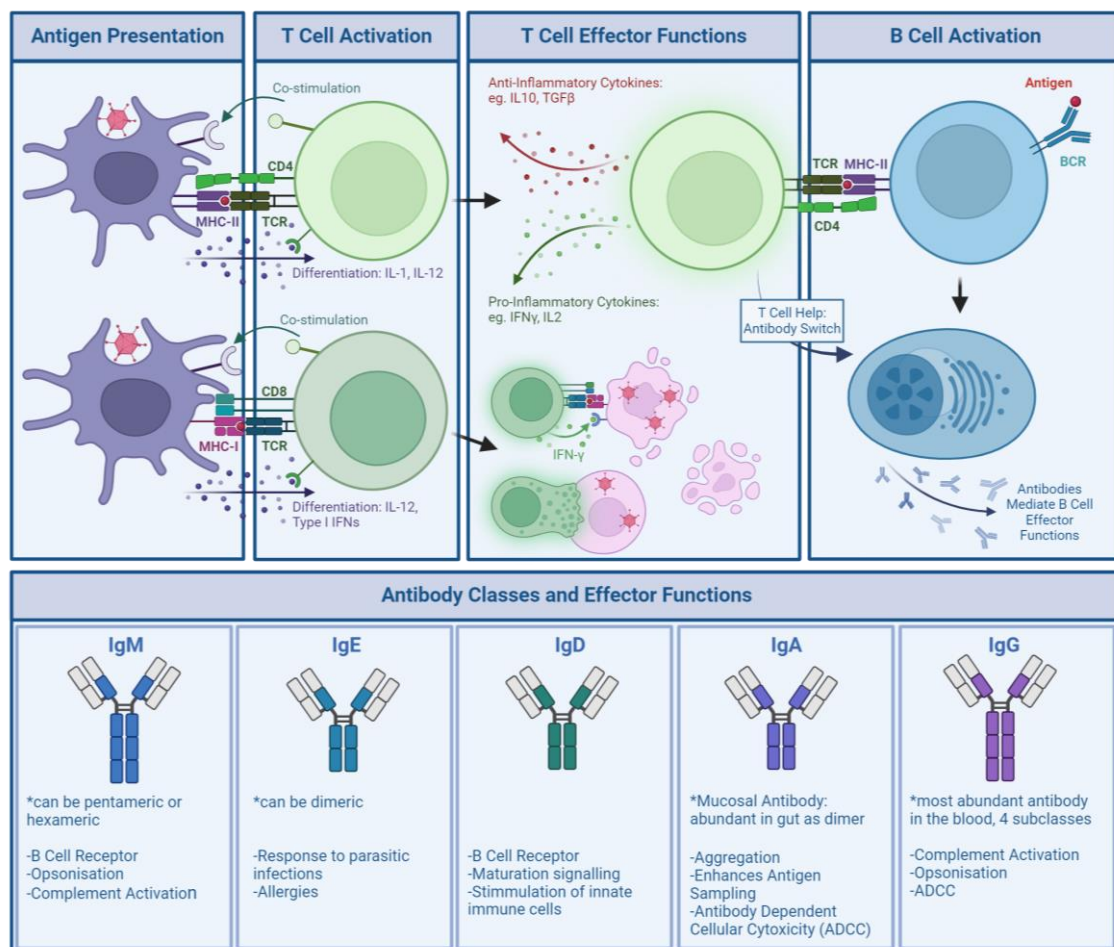 Antigen Presentation
T Cell Activation
T Cell Effector Functions
B Cell Activation
Co-stimulation
CD4
MHC-II
TCR
Differentiation: IL-1, IL-12
Co-stimulation
CD8
MHC-I
TCR
Differentiation: IL-12,
Type I IFNs
Anti-Inflammatory Cytokines:
eg. IL10, TGFβ
Pro-Inflammatory Cytokines:
eg. IFNγ, IL2
IFN-γ
TCR
MHC-II
CD4
T Cell Help:
Antibody Switch
Antigen
BCR
Antibodies
Mediate B Cell
Effector
Functions
Antibody Classes and Effector Functions
IgM
*can be pentameric or
hexameric
-B Cell Receptor
-Opsonisation
-Complement Activation
IgE
*can be dimeric
-Response to parasitic
infections
-Allergies
IgD
-B Cell Receptor
-Maturation signalling
-Stimmulation of innate
immune cells
IgA
*Mucosal Antibody:
abundant in gut as dimer
-Aggregation
-Enhances Antigen
Sampling
-Antibody Dependent
Cellular Cytoxicity (ADCC)
IgG
*most abundant antibody
in the blood, 4 subclasses
-Complement Activation
-Opsonisation
-ADCC